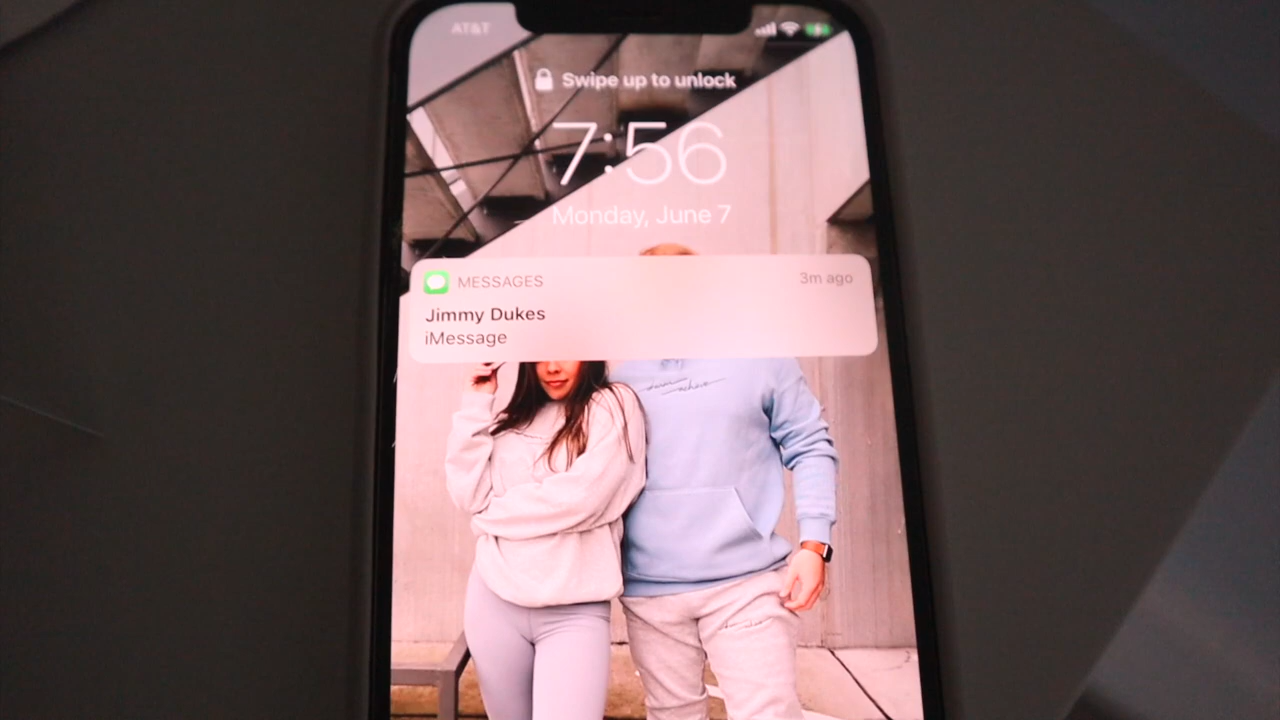 AT&T
Swipe up to unlock
7:56
Monday, June 7
MESSAGES
3m ago
Jimmy Dukes
iMessage